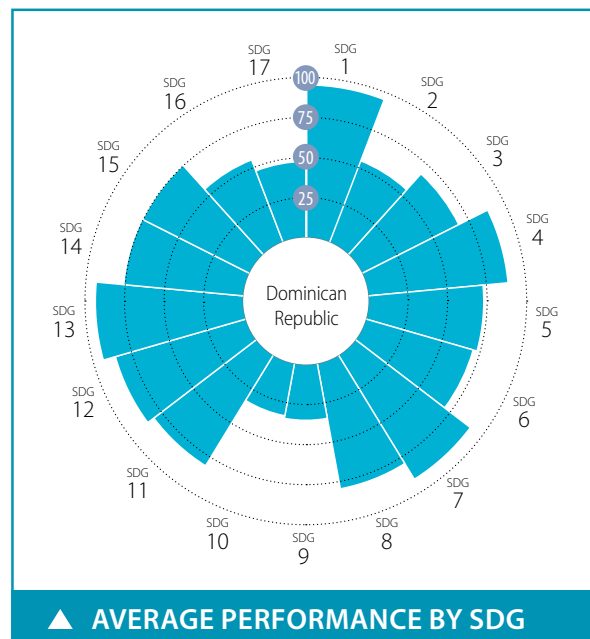 SDG
1
SDG
2
SDG
3
SDG
4
SDG
5
SDG
6
SDG
7
SDG
8
SDG
9
SDG
10
SDG
11
SDG
12
SDG
13
SDG
14
SDG
15
SDG
16
SDG
17
100
75
50
25
Dominican
Republic
▲ AVERAGE PERFORMANCE BY SDG